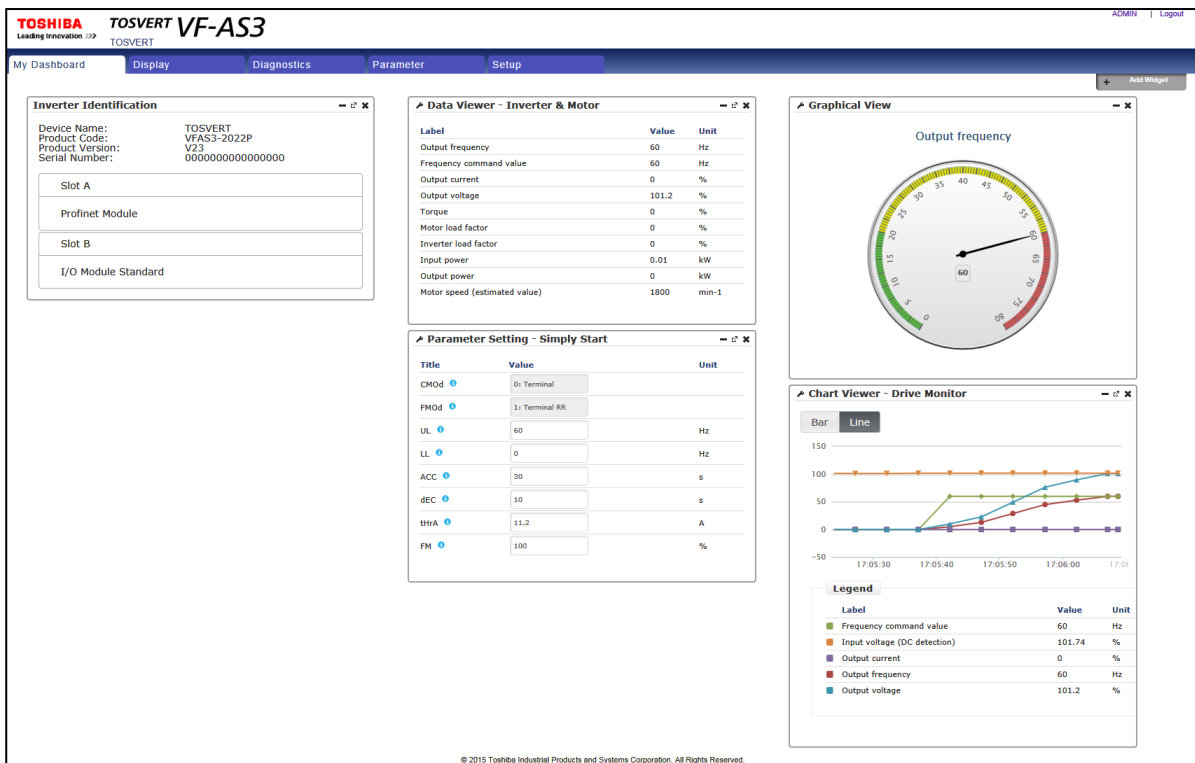 ADMIN | Logout
TOSHIBA
Leading Innovation >>>
TOSVERT VF-AS3
TOSVERT
My Dashboard Display Diagnostics Parameter Setup
+ Add Widget
Inverter Identification
Device Name: TOSVERT
Product Code: VFAS3-2022P
Product Version: V23
Serial Number: 0000000000000000
Slot A
Profinet Module
Slot B
I/O Module Standard
Data Viewer - Inverter & Motor
Label Value Unit
Output frequency 60 Hz
Frequency command value 60 Hz
Output current 0 %
Output voltage 101.2 %
Torque 0 %
Motor load factor 0 %
Inverter load factor 0 %
Input power 0.01 kW
Output power 0 kW
Motor speed (estimated value) 1800 min-1
Parameter Setting - Simply Start
Title Value Unit
CMOd 0: Terminal
FMOd 1: Terminal RR
UL 60 Hz
LL 0 Hz
ACC 30 s
dEC 10 s
tHrA 11.2 A
FM 100 %
Graphical View
Output frequency
0 5 10 15 20 25 30 35 40 45 50 55 60 65 70 75 80
60
Chart Viewer - Drive Monitor
Bar Line
150
100
50
0
-50
17:05:30 17:05:40 17:05:50 17:06:00 17:0
Legend
Label Value Unit
Frequency command value 60 Hz
Input voltage (DC detection) 101.74 %
Output current 0 %
Output frequency 60 Hz
Output voltage 101.2 %
© 2015 Toshiba Industrial Products and Systems Corporation. All Rights Reserved.